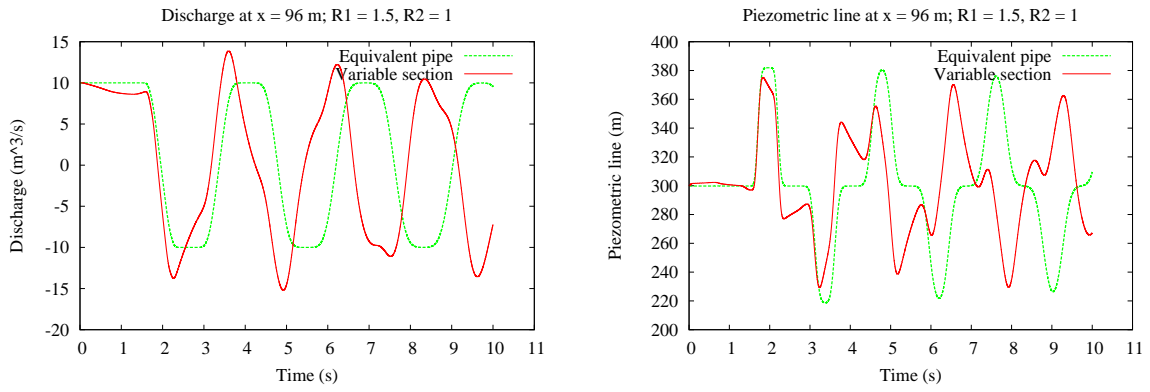 Discharge at x = 96 m; R1 = 1.5, R2 = 1
15
10
5
0
-5
-10
-15
-20
0 1 2 3 4 5 6 7 8 9 10 11
Discharge (m^3/s)
Time (s)
Equivalent pipe
Variable section
Piezometric line at x = 96 m; R1 = 1.5, R2 = 1
400
380
360
340
320
300
280
260
240
220
200
0 1 2 3 4 5 6 7 8 9 10 11
Piezometric line (m)
Time (s)
Equivalent pipe
Variable section